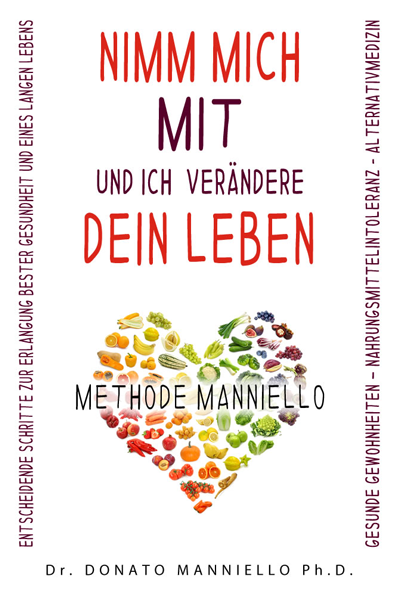 NIMM MICH
MIT
UND ICH VERÄNDERE
DEIN LEBEN
METHODE MANNIELLO
ENTSCHEIDENDE SCHRITTE ZUR ERLANGUNG BESTER GESUNDHEIT UND EINES LANGEN LEBENS
GESUNDE GEWOHNHEITEN - NAHRUNGSMITTELINTOLERANZ - ALTERNATIVMEDIZIN
Dr. DONATO MANNIELLO Ph.D.